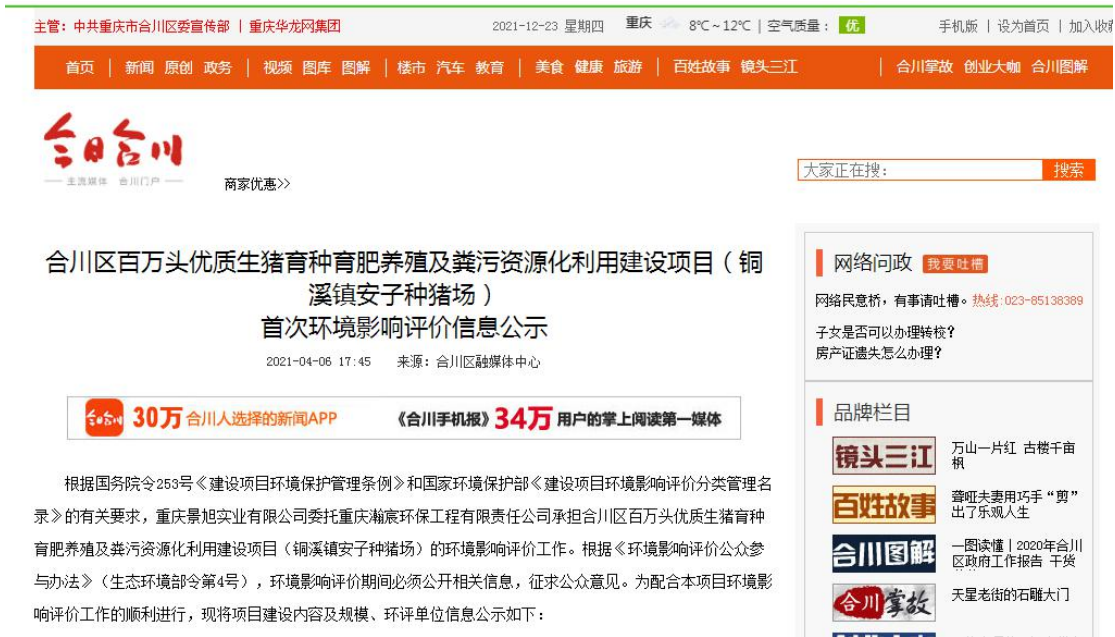 主管：中共重庆市合川区委宣传部 | 重庆华龙网集团
2021-12-23 星期四 重庆 8℃~12℃ | 空气质量： 优
手机版 | 设为首页 | 加入收藏
首页 | 新闻 原创 政务 | 视频 图库 图解 | 楼市 汽车 教育 | 美食 健康 旅游 | 百姓故事 镜头三江 | 合川掌故 创业大咖 合川图解
今日合川
主流媒体 合川门户
商家优惠>>
大家正在搜：
搜索
合川区百万头优质生猪育种育肥养殖及粪污资源化利用建设项目（铜
溪镇安子种猪场）
首次环境影响评价信息公示
2021-04-06 17:45 来源：合川区融媒体中心
今日合川 30万 合川人选择的新闻APP 《合川手机报》34万 用户的掌上阅读第一媒体
根据国务院令253号《建设项目环境保护管理条例》和国家环境保护部《建设项目环境影响评价分类管理名
录》的有关要求，重庆景旭实业有限公司委托重庆瀚宸环保工程有限责任公司承担合川区百万头优质生猪育种
育肥养殖及粪污资源化利用建设项目（铜溪镇安子种猪场）的环境影响评价工作。根据《环境影响评价公众参
与办法》（生态环境部令第4号），环境影响评价期间必须公开相关信息，征求公众意见。为配合本项目环境影
响评价工作的顺利进行，现将项目建设内容及规模、环评单位信息公示如下：
网络问政 我要吐槽
网络民意桥，有事请吐槽。热线:023-85138389
子女是否可以办理转校？
房产证遗失怎么办理？
品牌栏目
镜头三江
万山一片红 古楼千亩
枫
百姓故事
聋哑夫妻用巧手“剪”
出了乐观人生
合川图解
一图读懂 | 2020年合川
区政府工作报告 干货
合川掌故
天星老街的石雕大门